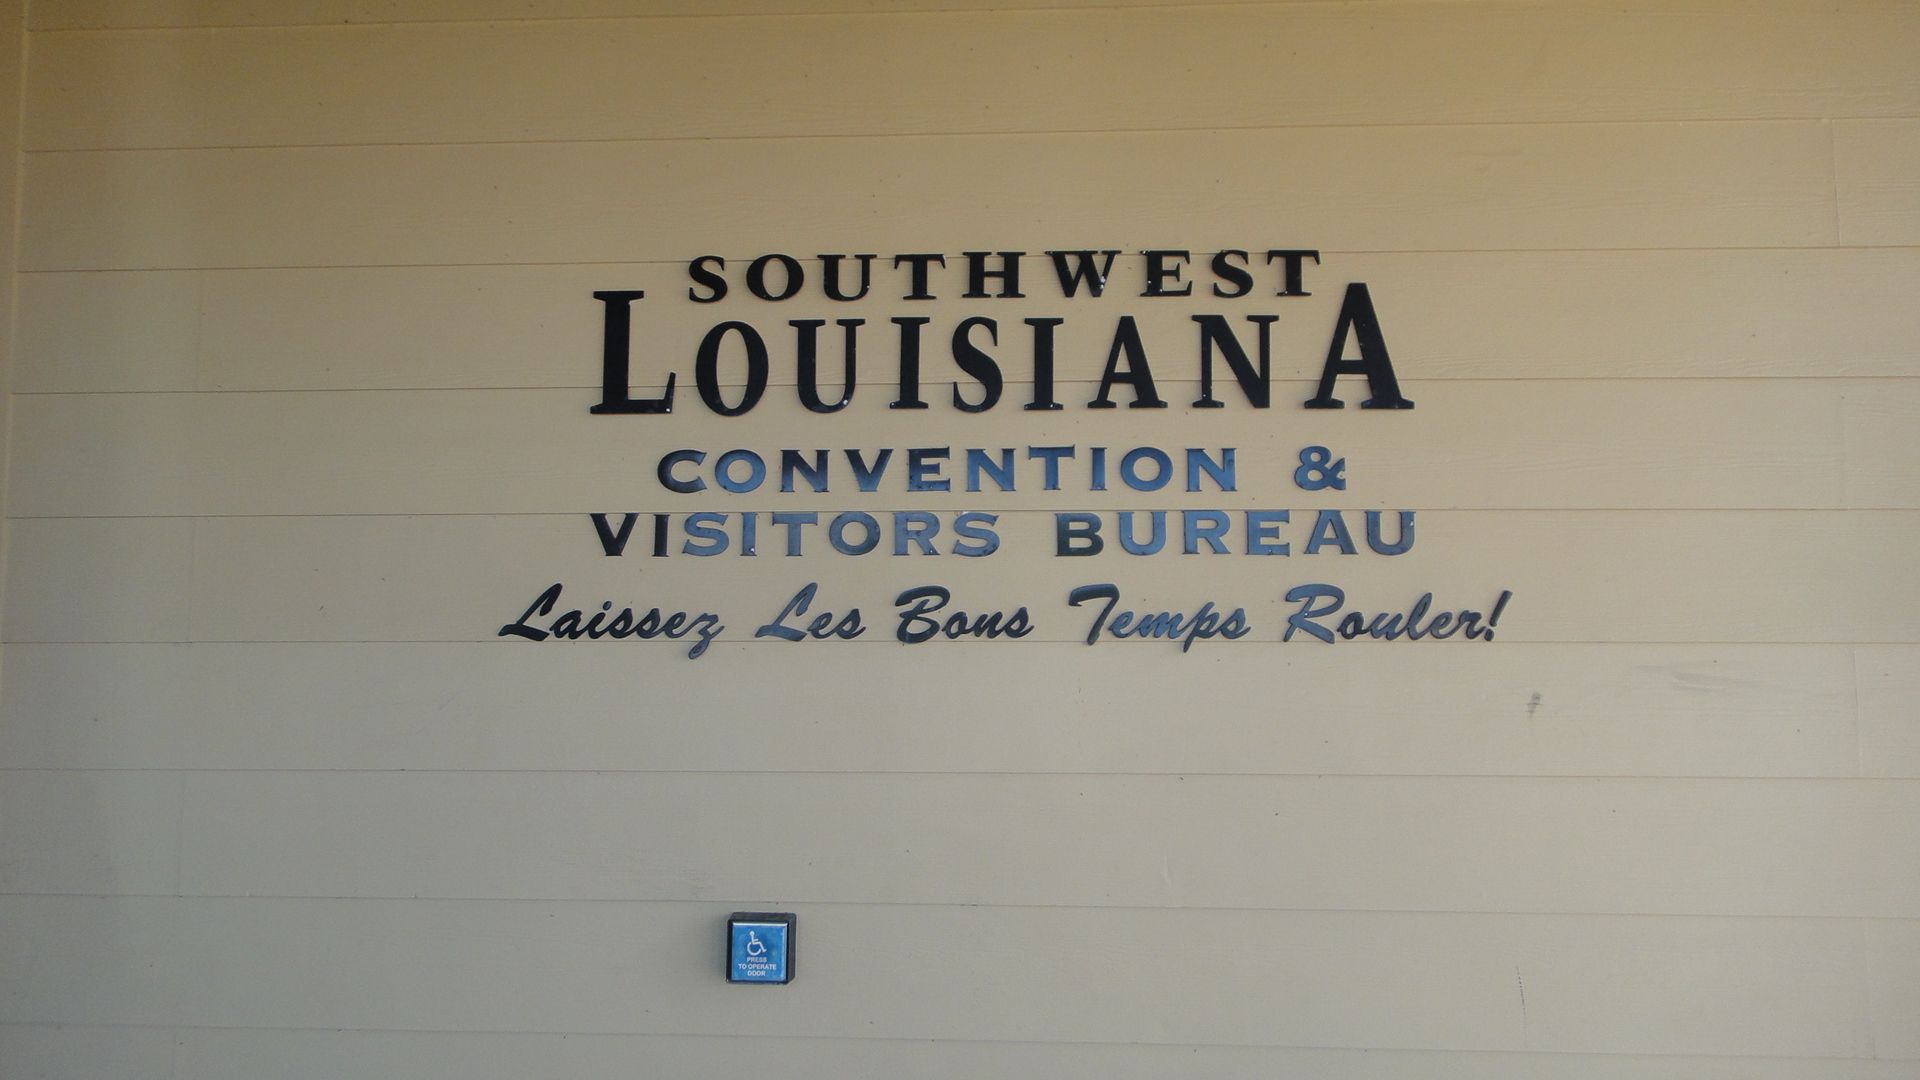 SOUTHWEST
LOUISIANA
CONVENTION &
VISITORS BUREAU
Laissez Les Bons Temps Rouler!
PRESS
TO OPERATE
DOOR